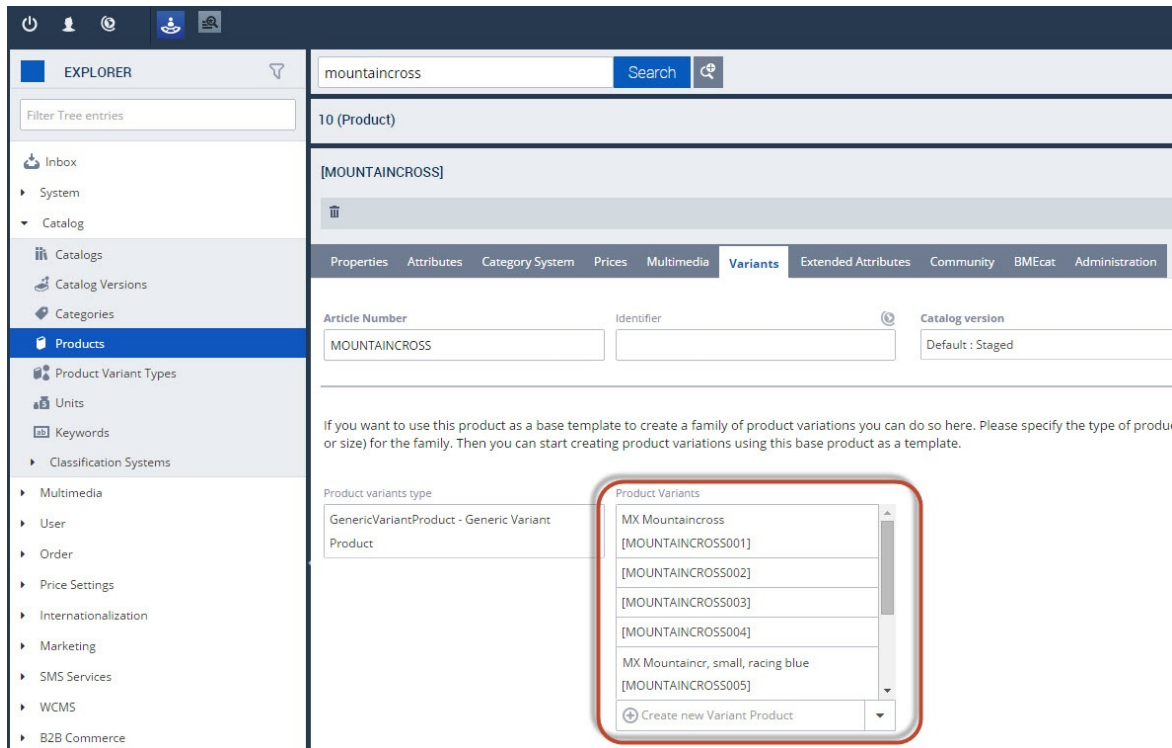 EXPLORER
Filter Tree entries
Inbox
System
Catalog
Catalogs
Catalog Versions
Categories
Products
Product Variant Types
Units
Keywords
Classification Systems
Multimedia
User
Order
Price Settings
Internationalization
Marketing
SMS Services
WCMS
B2B Commerce
mountaincross Search
10 (Product)
[MOUNTAINCROSS]
Properties Attributes Category System Prices Multimedia Variants Extended Attributes Community BMEcat Administration
Article Number Identifier Catalog version
MOUNTAINCROSS Default : Staged
If you want to use this product as a base template to create a family of product variations you can do so here. Please specify the type of produ
or size) for the family. Then you can start creating product variations using this base product as a template.
Product variants type
GenericVariantProduct - Generic Variant
Product
Product Variants
MX Mountaincross
[MOUNTAINCROSS001]
[MOUNTAINCROSS002]
[MOUNTAINCROSS003]
[MOUNTAINCROSS004]
MX Mountaincr, small, racing blue
[MOUNTAINCROSS005]
Create new Variant Product